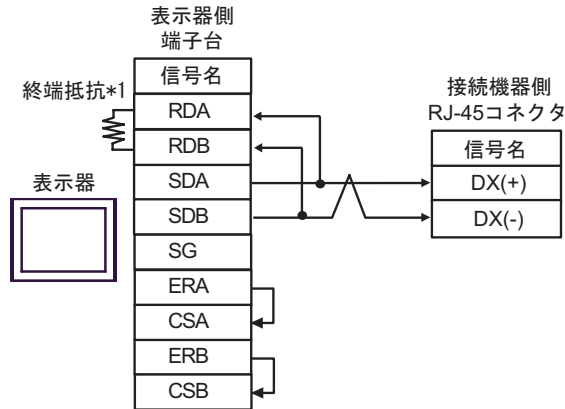 表示器側
端子台
信号名
終端抵抗*1
RDA
RDB
表示器
SDA
SDB
SG
ERA
CSA
ERB
CSB
接続機器側
RJ-45コネクタ
信号名
DX(+)
DX(-)